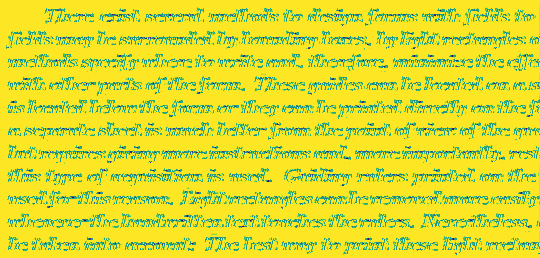 There exist several methods to design forms with fields to
fields may be surrounded by bounding boxes, by light rectangles o
methods specify where to write and, therefore, minimize the effect
with other parts of the form. These guides can be located on a s
is located below the form or they can be printed directly on the fo
a separate sheet is much better from the point of view of the qua
but requires giving more instructions and, more importantly, rest
this type of acquisition is used. Guiding rulers printed on the
used for this reason. Light rectangles can be removed more easily
whenever the handwritten text touches the rulers. Nevertheless,
be taken into account: The best way to print these light rectang